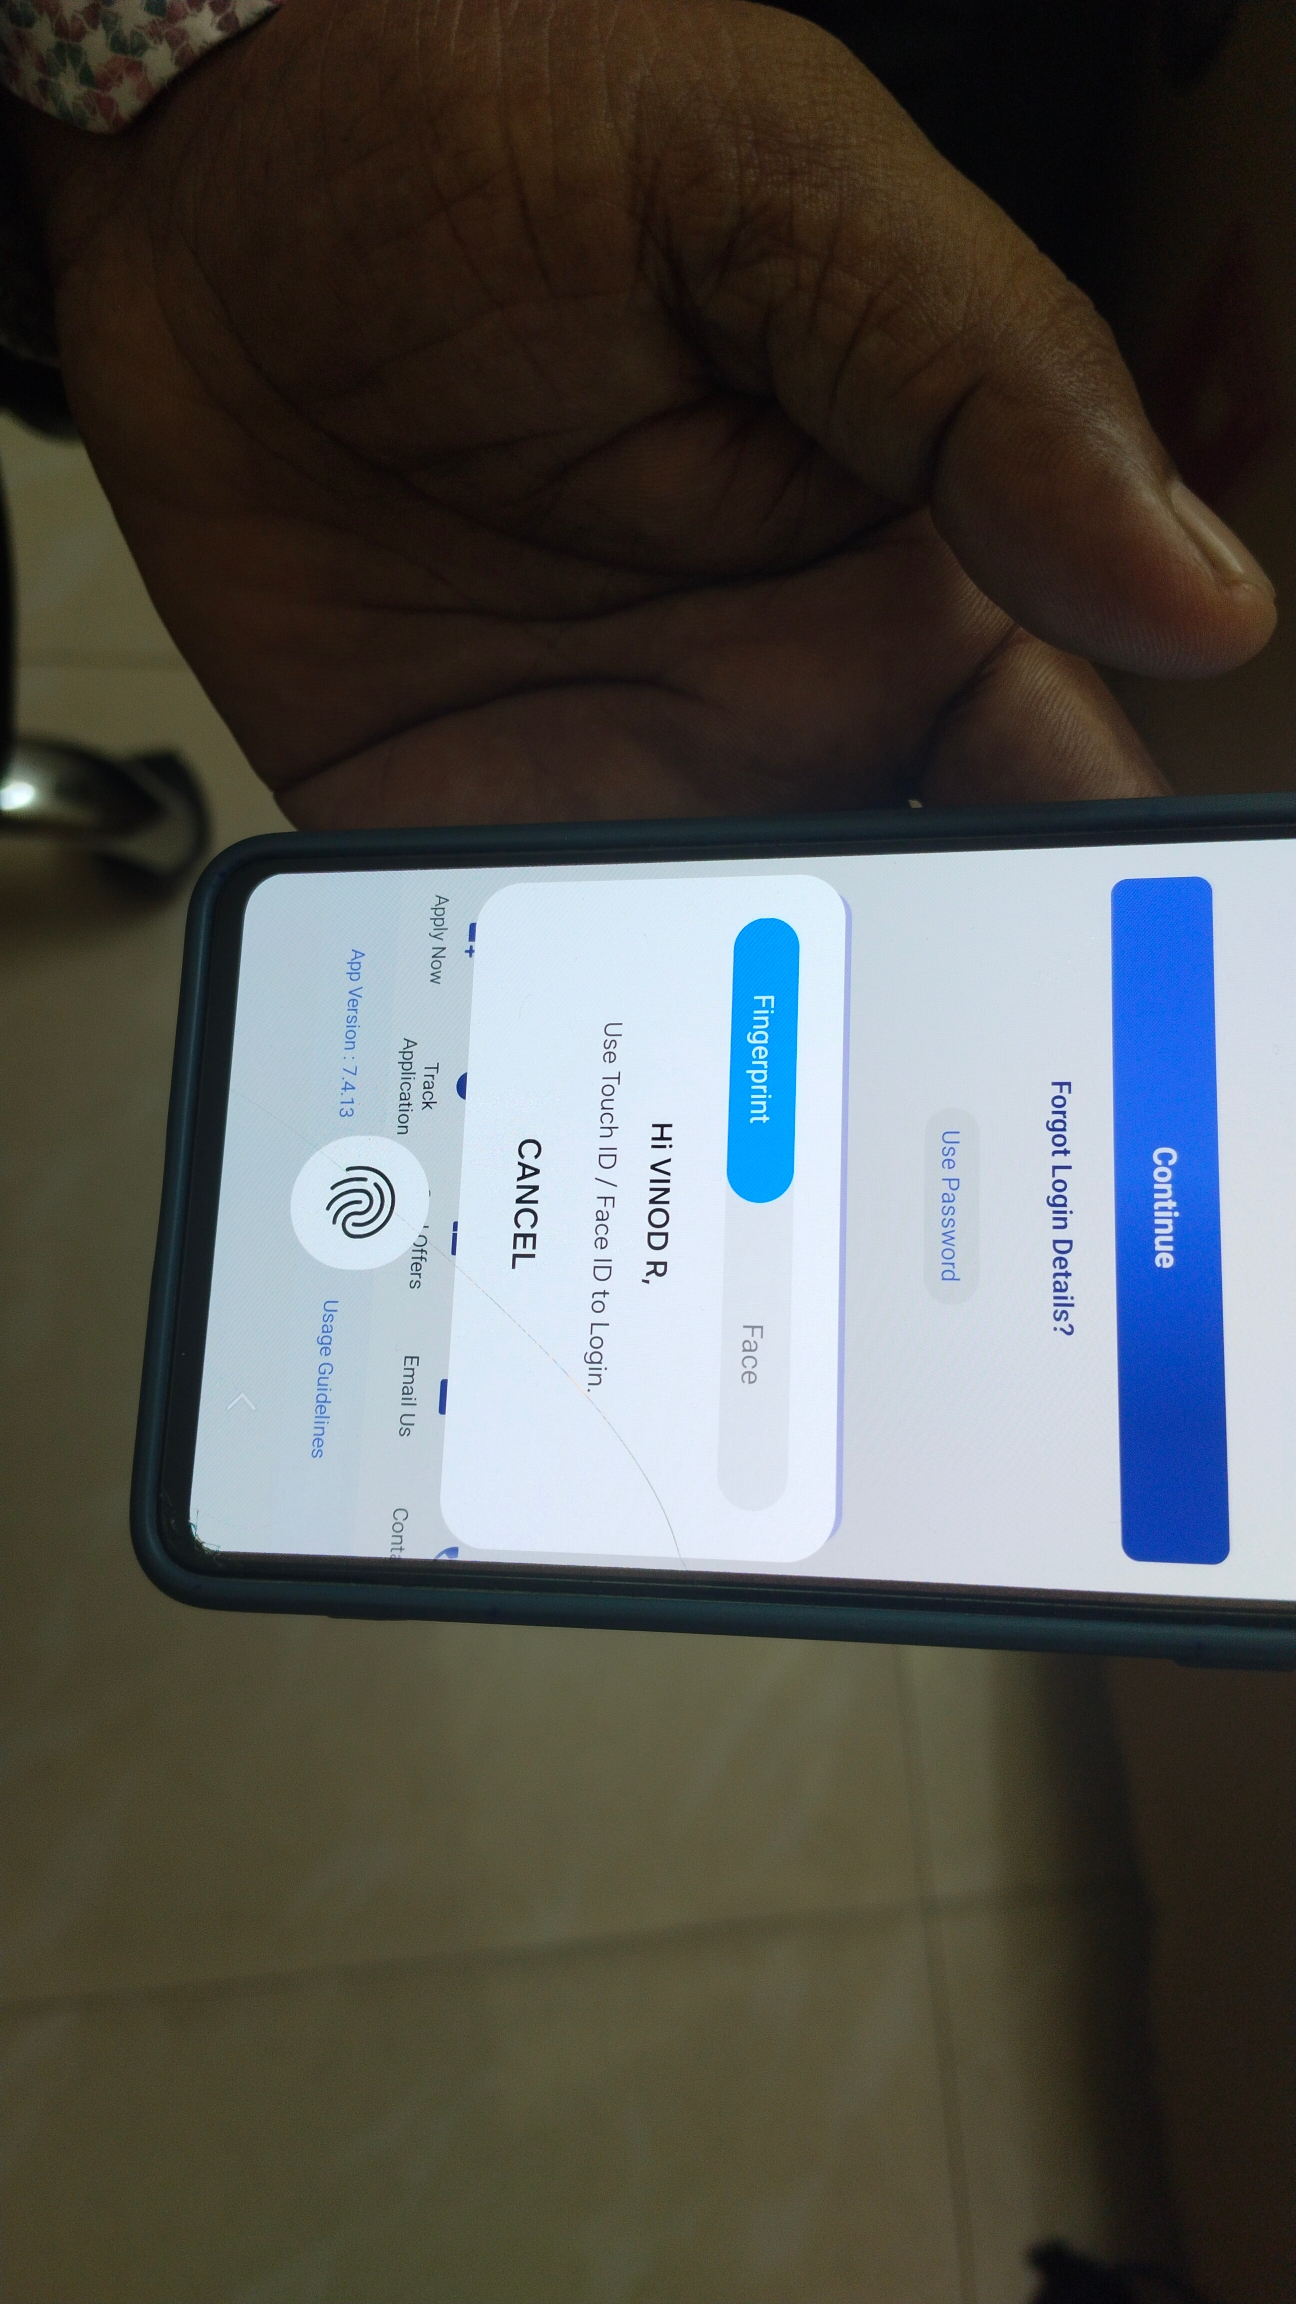 Continue
Forgot Login Details?
Use Password
Fingerprint
Face
Hi VINOD R,
Use Touch ID / Face ID to Login.
CANCEL
Apply Now
Track
Application
Offers
Email Us
App Version : 7.4.13
Usage Guidelines